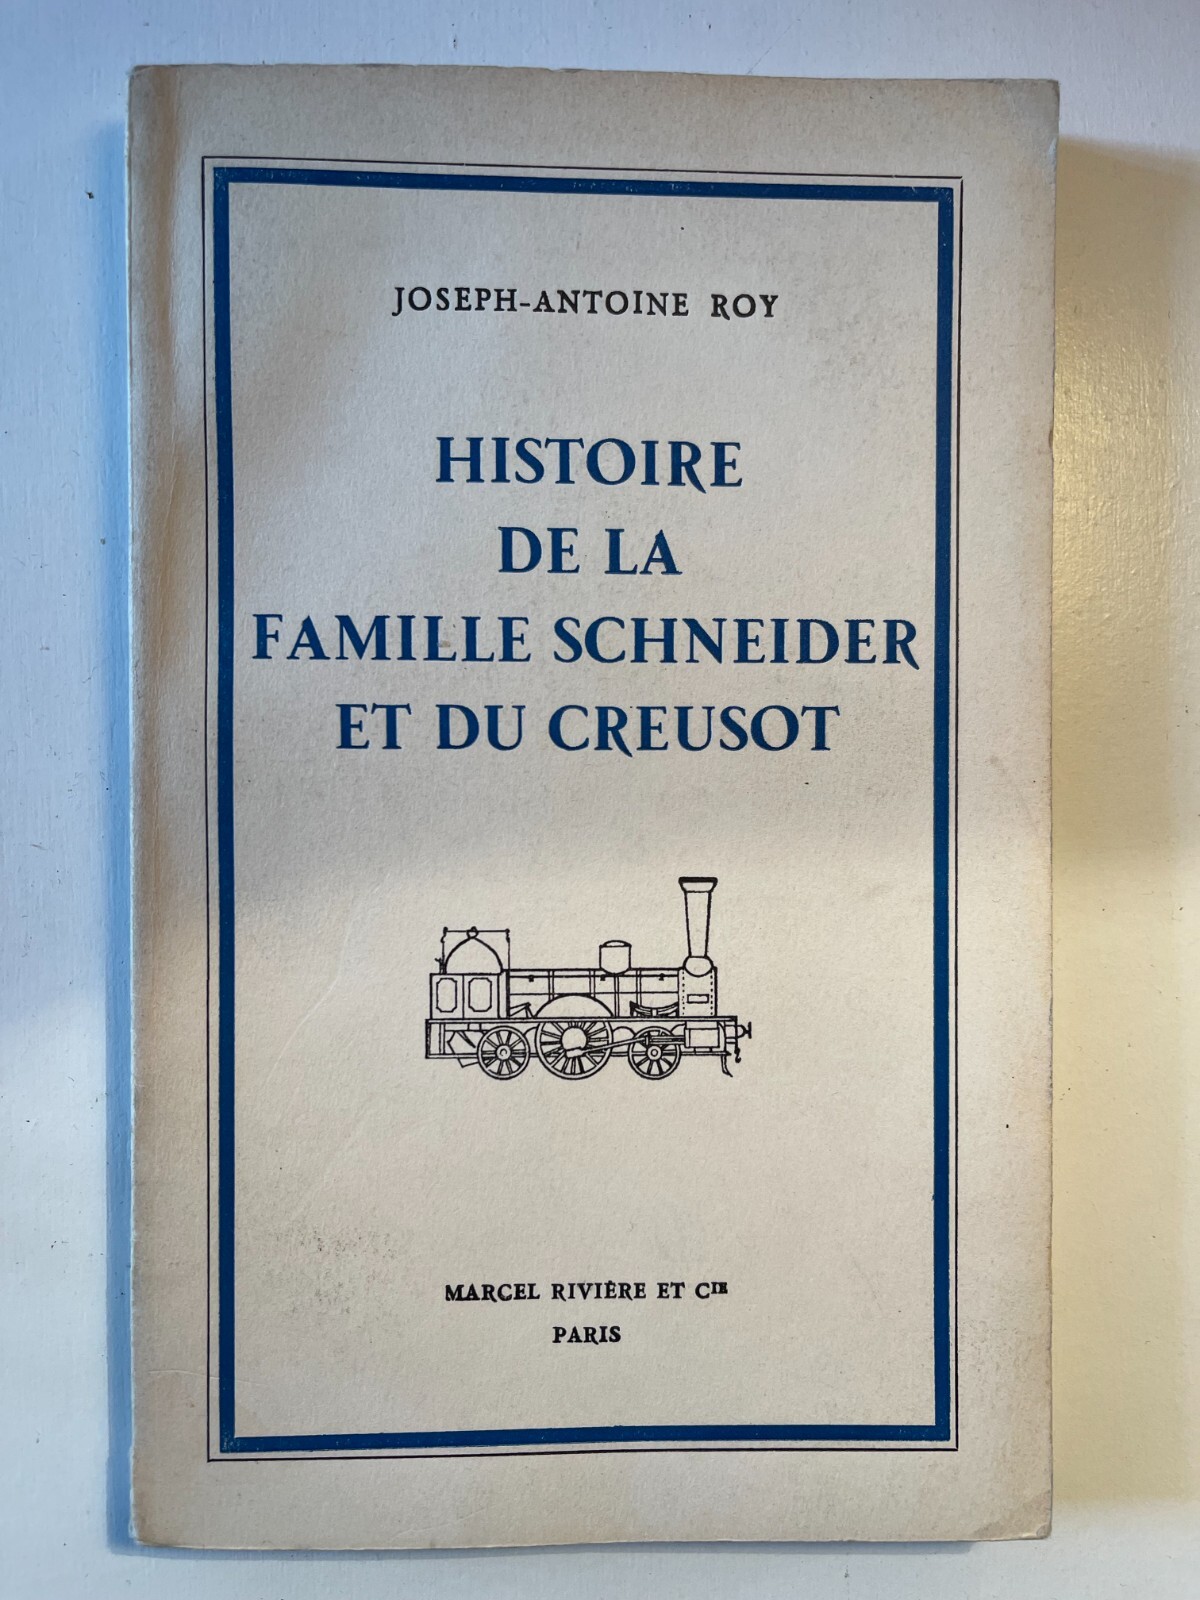 JOSEPH-ANTOINE ROY
HISTOIRE
DE LA
FAMILLE SCHNEIDER
ET DU CREUSOT
MARCEL RIVIÈRE ET CIE
PARIS